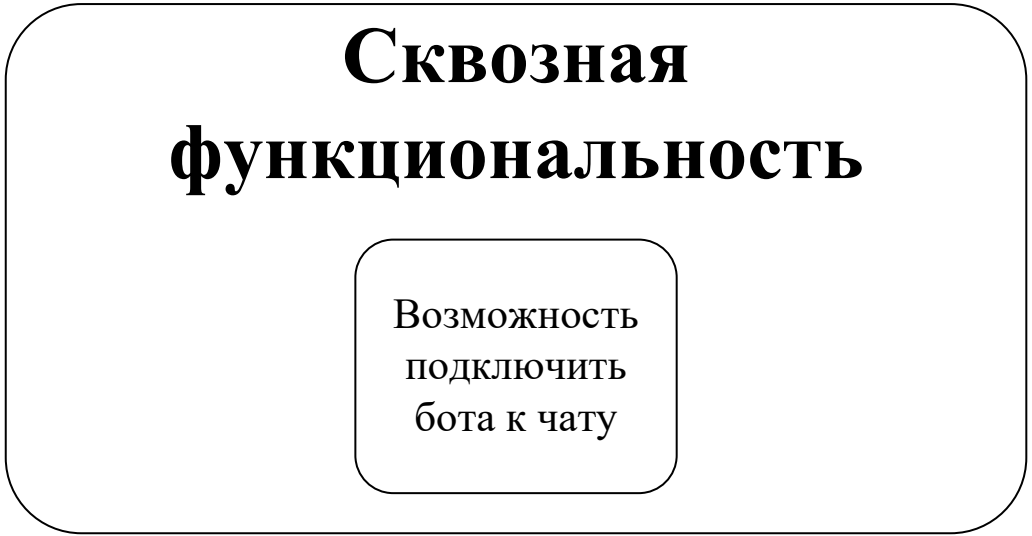 Сквозная
функциональность
Возможность
подключить
бота к чату